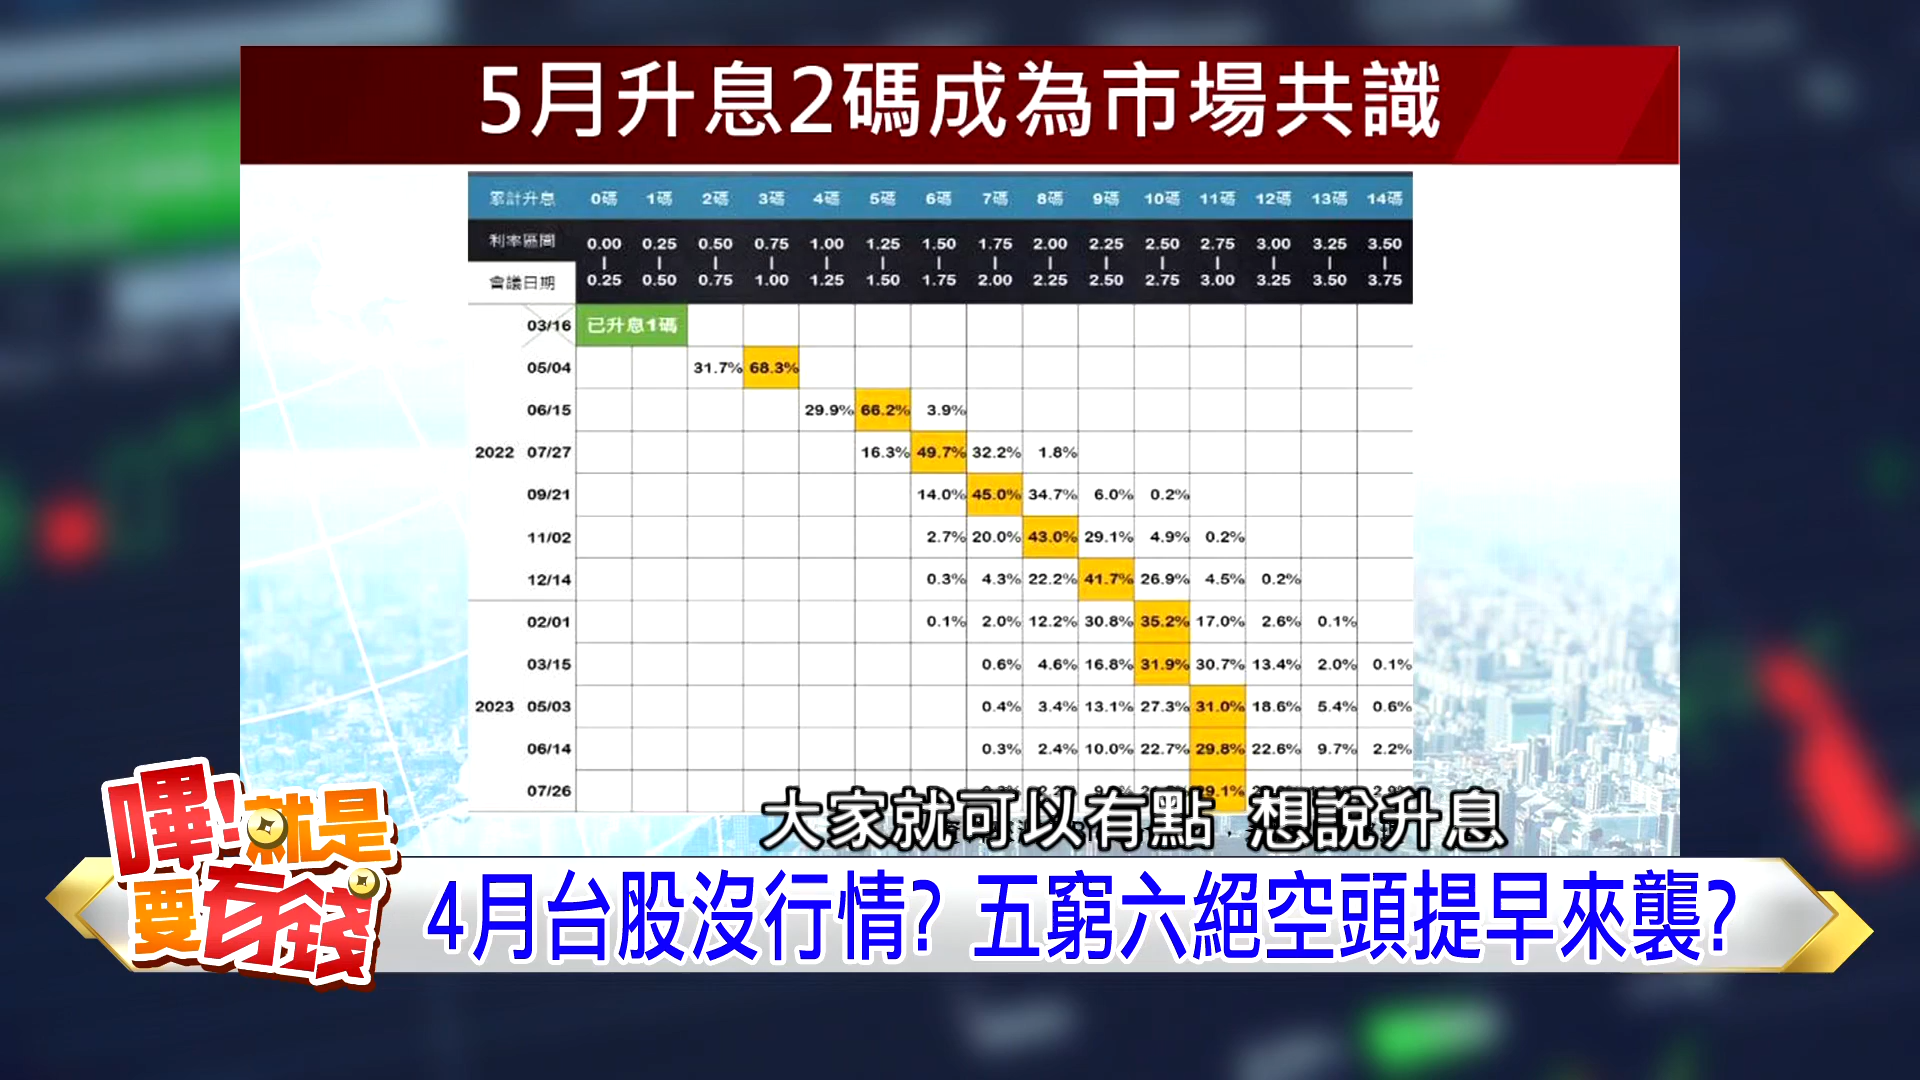 5月升息2碼成為市場共識
累計升息 0碼 1碼 2碼 3碼 4碼 5碼 6碼 7碼 8碼 9碼 10碼 11碼 12碼 13碼 14碼
利率區間 0.00 0.25 0.50 0.75 1.00 1.25 1.50 1.75 2.00 2.25 2.50 2.75 3.00 3.25 3.50
| | | | | | | | | | | | | | |
會議日期 0.25 0.50 0.75 1.00 1.25 1.50 1.75 2.00 2.25 2.50 2.75 3.00 3.25 3.50 3.75
03/16 已升息1碼
05/04 31.7% 68.3%
06/15 29.9% 66.2% 3.9%
2022 07/27 16.3% 49.7% 32.2% 1.8%
09/21 14.0% 45.0% 34.7% 6.0% 0.2%
11/02 2.7% 20.0% 43.0% 29.1% 4.9% 0.2%
12/14 0.3% 4.3% 22.2% 41.7% 26.9% 4.5% 0.2%
02/01 0.1% 2.0% 12.2% 30.8% 35.2% 17.0% 2.6% 0.1%
03/15 0.6% 4.6% 16.8% 31.9% 30.7% 13.4% 2.0% 0.1%
2023 05/03 0.4% 3.4% 13.1% 27.3% 31.0% 18.6% 5.4% 0.6%
06/14 0.3% 2.4% 10.0% 22.7% 29.8% 22.6% 9.7% 2.2%
07/26
大家就可以有點 想說升息
嗶!就是
要有錢
4月台股沒行情? 五窮六絕空頭提早來襲?